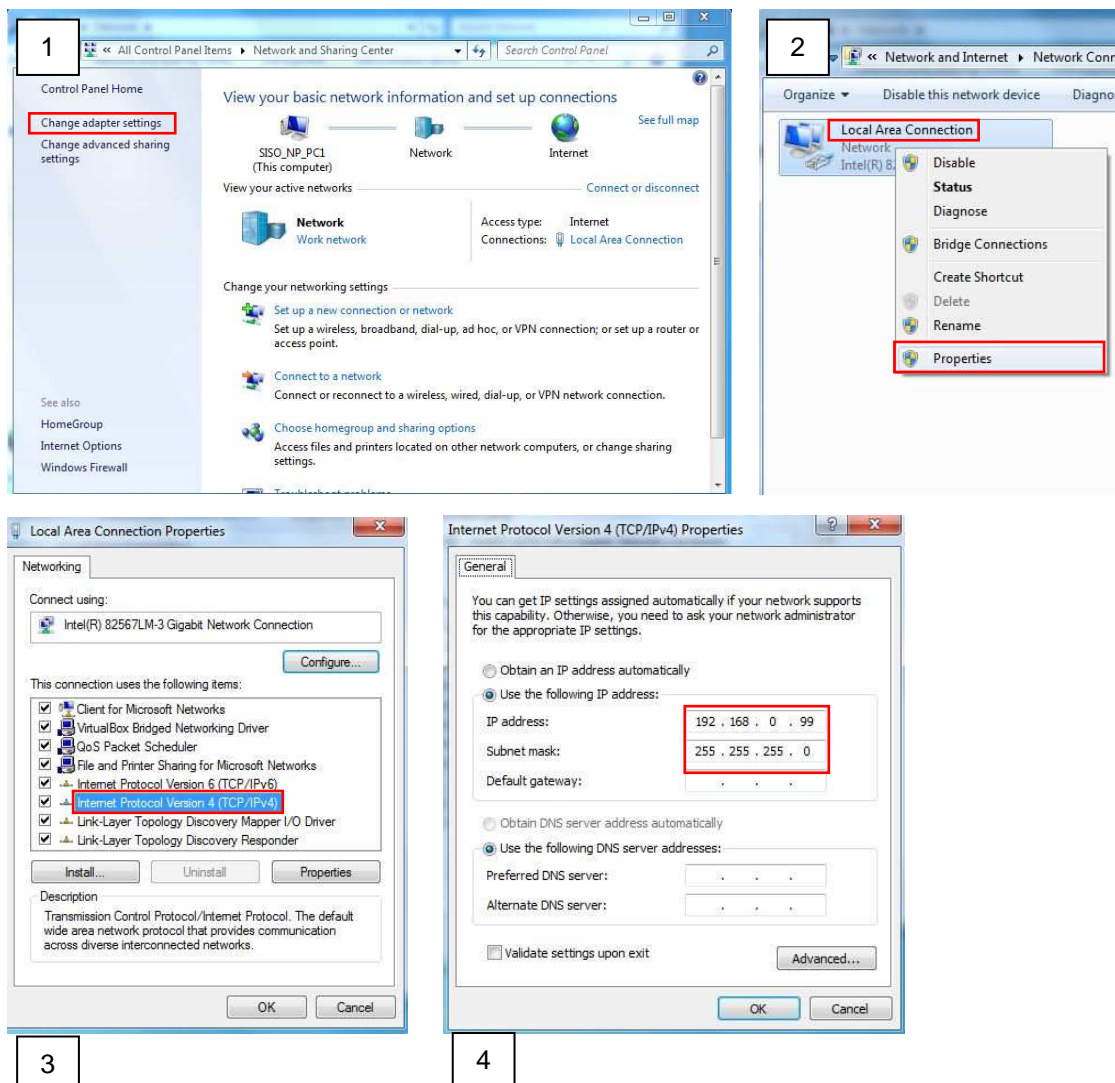 1
« All Control Panel Items ▸ Network and Sharing Center
Search Control Panel
Control Panel Home
Change adapter settings
Change advanced sharing
settings
See also
HomeGroup
Internet Options
Windows Firewall
View your basic network information and set up connections
See full map
SISO_NP_PC1
(This computer)
Network
Internet
View your active networks
Connect or disconnect
Network
Work network
Access type: Internet
Connections: Local Area Connection
Change your networking settings
Set up a new connection or network
Set up a wireless, broadband, dial-up, ad hoc, or VPN connection; or set up a router or
access point.
Connect to a network
Connect or reconnect to a wireless, wired, dial-up, or VPN network connection.
Choose homegroup and sharing options
Access files and printers located on other network computers, or change sharing
settings.
2
« Network and Internet ▸ Network Conn
Organize Disable this network device Diagno
Local Area Connection
Network
Intel(R) 8
Disable
Status
Diagnose
Bridge Connections
Create Shortcut
Delete
Rename
Properties
Local Area Connection Properties
Networking
Connect using:
Intel(R) 82567LM-3 Gigabit Network Connection
Configure...
This connection uses the following items:
Client for Microsoft Networks
VirtualBox Bridged Networking Driver
QoS Packet Scheduler
File and Printer Sharing for Microsoft Networks
Internet Protocol Version 6 (TCP/IPv6)
Internet Protocol Version 4 (TCP/IPv4)
Link-Layer Topology Discovery Mapper I/O Driver
Link-Layer Topology Discovery Responder
Install... Uninstall Properties
Description
Transmission Control Protocol/Internet Protocol. The default
wide area network protocol that provides communication
across diverse interconnected networks.
OK Cancel
3
Internet Protocol Version 4 (TCP/IPv4) Properties
General
You can get IP settings assigned automatically if your network supports
this capability. Otherwise, you need to ask your network administrator
for the appropriate IP settings.
Obtain an IP address automatically
Use the following IP address:
IP address: 192 . 168 . 0 . 99
Subnet mask: 255 . 255 . 255 . 0
Default gateway: . . .
Obtain DNS server address automatically
Use the following DNS server addresses:
Preferred DNS server: . . .
Alternate DNS server: . . .
Validate settings upon exit
Advanced...
OK Cancel
4